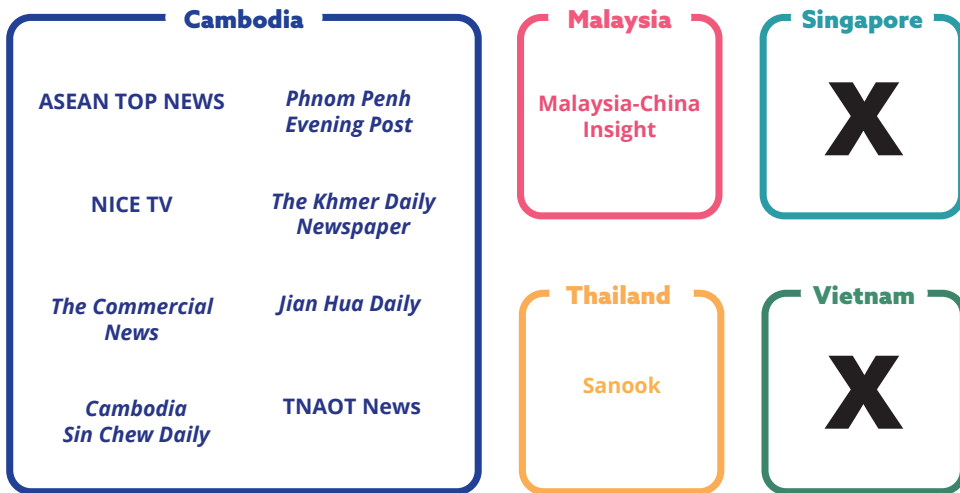 Cambodia
ASEAN TOP NEWS
Phnom Penh
Evening Post
NICE TV
The Khmer Daily
Newspaper
The Commercial
News
Jian Hua Daily
Cambodia
Sin Chew Daily
TNAOT News
Malaysia
Malaysia-China
Insight
Singapore
X
Thailand
Sanook
Vietnam
X